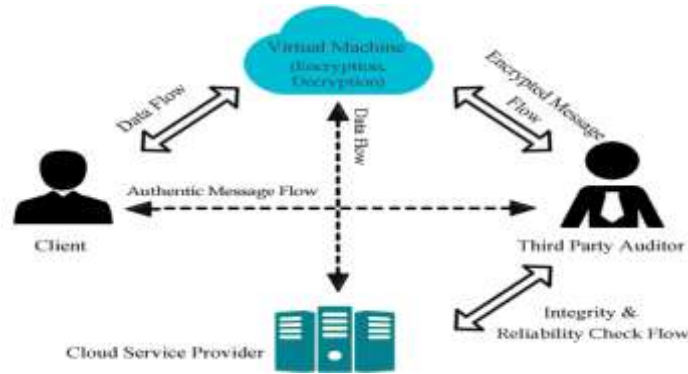 Virtual Machine
(Encryption,
Decryption)
Data Flow
Encrypted Message
Flow
Data Flow
Authentic Message Flow
Client
Third Party Auditor
Integrity &
Reliability Check Flow
Cloud Service Provider